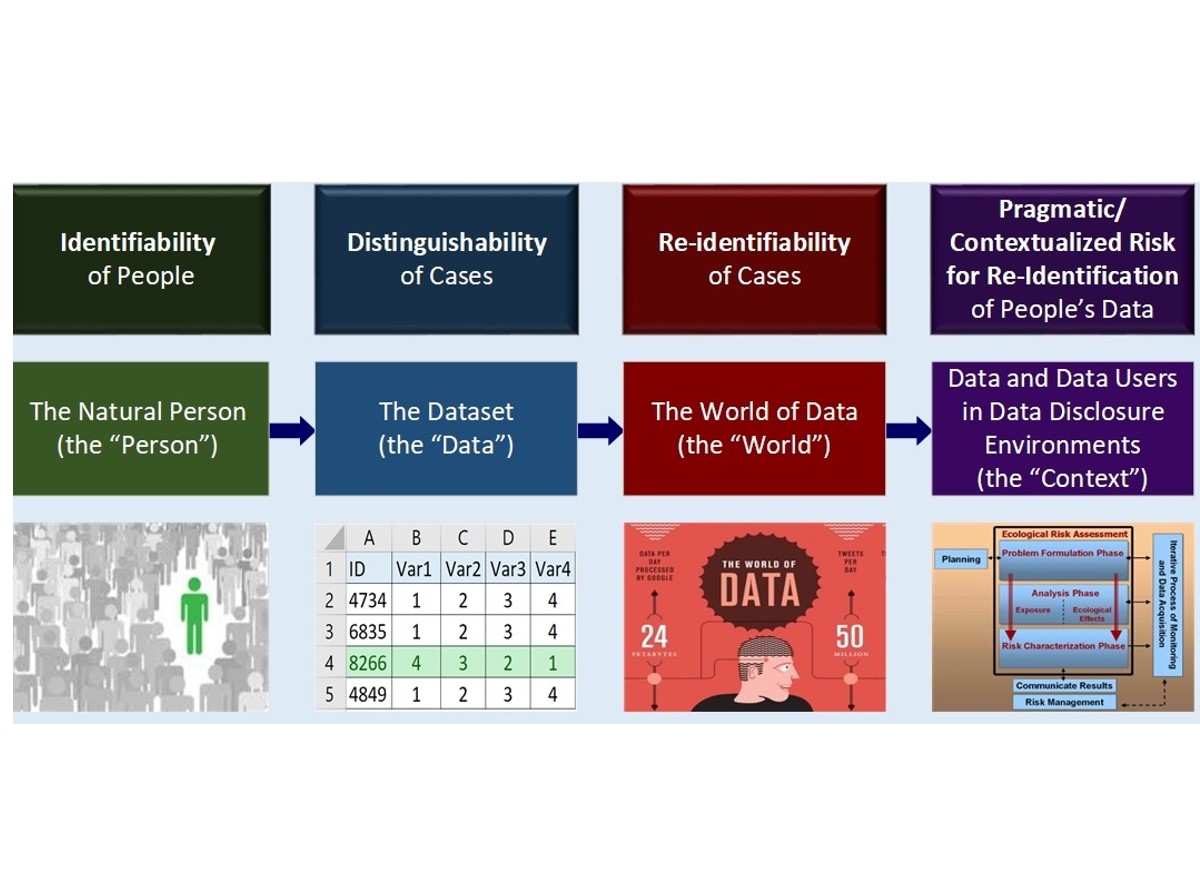 Identifiability
of People
Distinguishability
of Cases
Re-identifiability
of Cases
Pragmatic/
Contextualized Risk
for Re-Identification
of People's Data
The Natural Person
(the “Person”)
The Dataset
(the “Data”)
The World of Data
(the “World”)
Data and Data Users
in Data Disclosure
Environments
(the “Context”)
A B C D E
1 ID Var1 Var2 Var3 Var4
2 4734 1 2 3 4
3 6835 1 2 3 4
4 8266 4 3 2 1
5 4849 1 2 3 4
DATA PER
DAY
PROCESSED
BY GOOGLE
24
PETABYTES
THE WORLD OF
DATA
TWEETS
PER
DAY
50
MILLION
Ecological Risk Assessment
Planning
Problem Formulation Phase
Analysis Phase
Exposure
Ecological
Effects
Risk Characterization Phase
Communicate Results
Risk Management
Iterative Process of Monitoring
and Data Acquisition